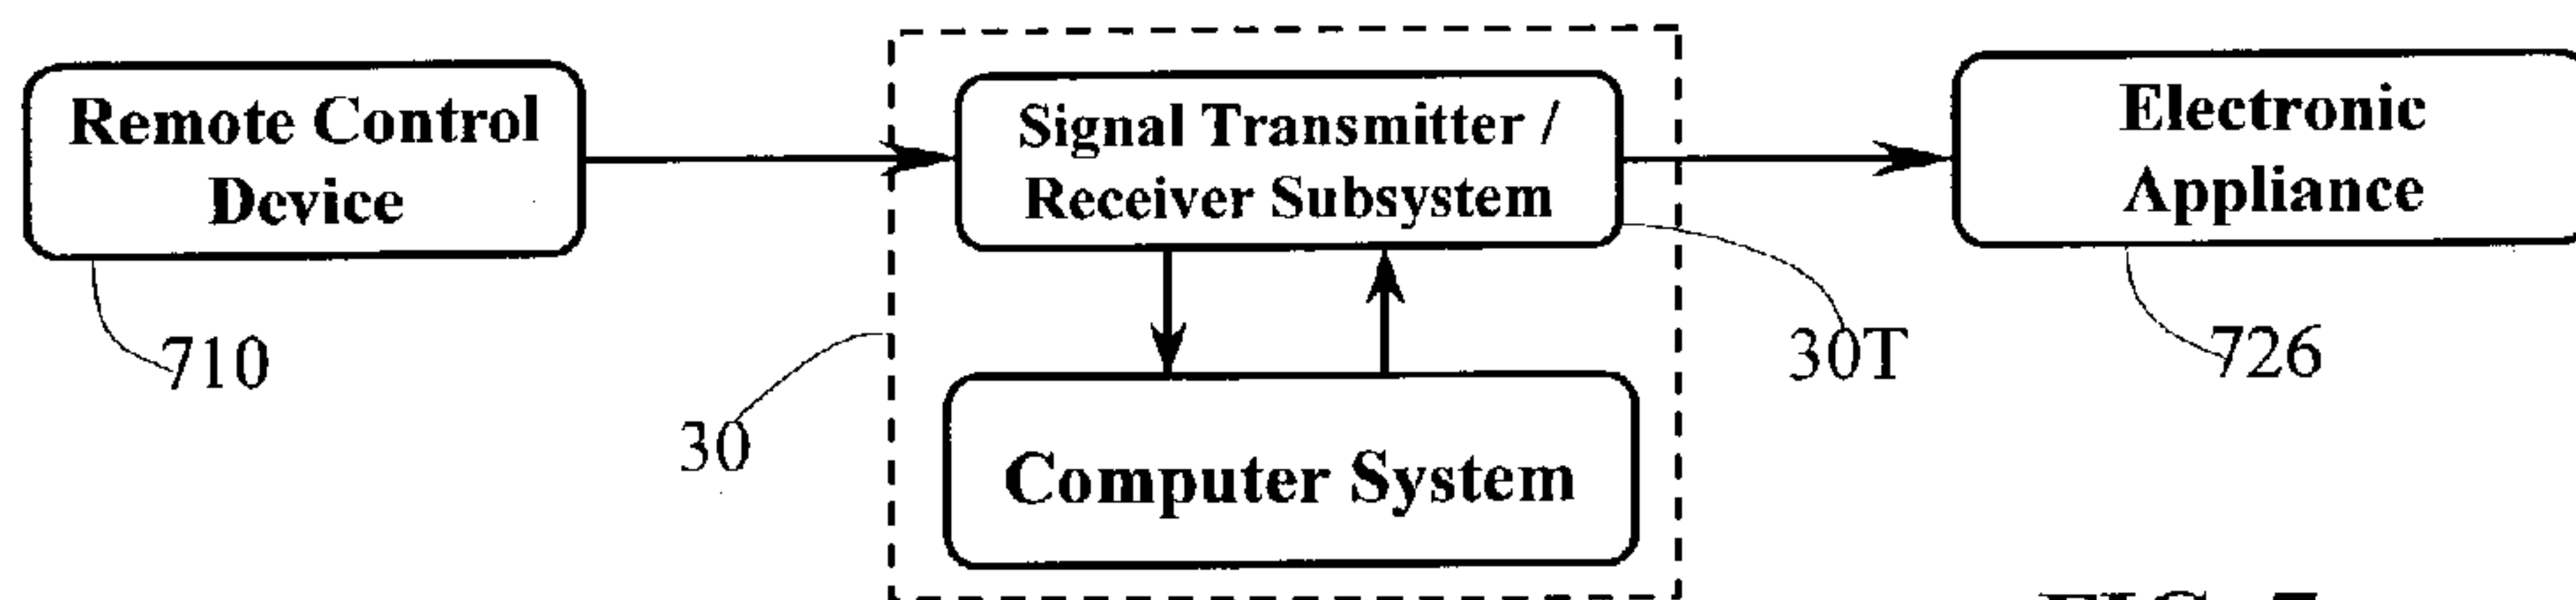 Remote Control
Device
Signal Transmitter /
Receiver Subsystem
Electronic
Appliance
710
30
30T
726
Computer System